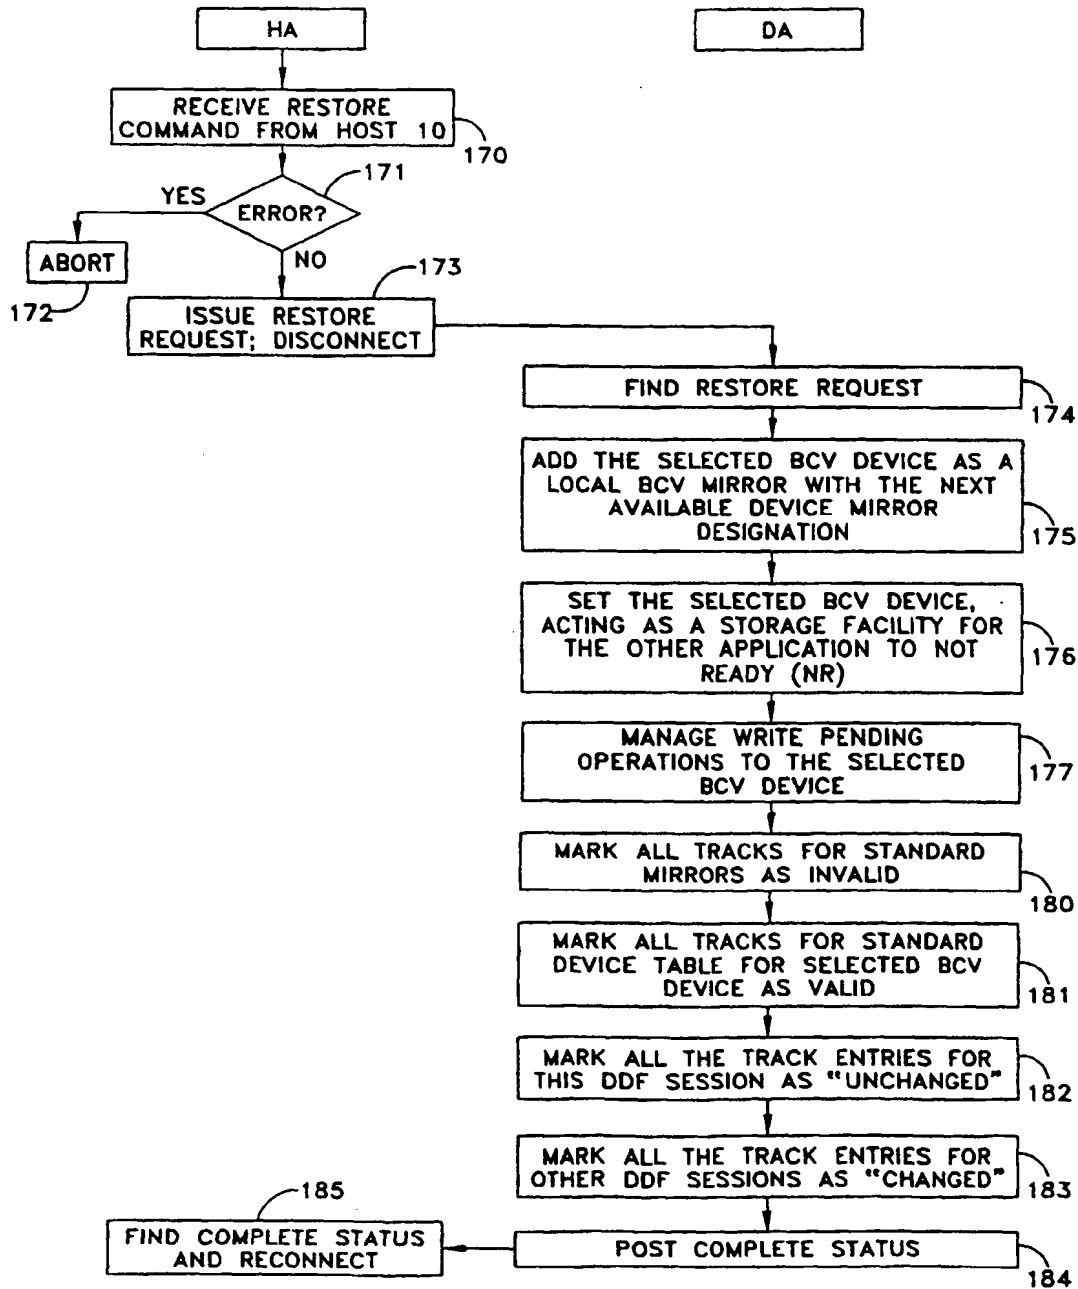 HA
DA
RECEIVE RESTORE
COMMAND FROM HOST 10
170
171
YES
ERROR?
ABORT
172
NO
173
ISSUE RESTORE
REQUEST; DISCONNECT
FIND RESTORE REQUEST
174
ADD THE SELECTED BCV DEVICE AS A
LOCAL BCV MIRROR WITH THE NEXT
AVAILABLE DEVICE MIRROR
DESIGNATION
175
SET THE SELECTED BCV DEVICE,
ACTING AS A STORAGE FACILITY FOR
THE OTHER APPLICATION TO NOT
READY (NR)
176
MANAGE WRITE PENDING
OPERATIONS TO THE SELECTED
BCV DEVICE
177
MARK ALL TRACKS FOR STANDARD
MIRRORS AS INVALID
180
MARK ALL TRACKS FOR STANDARD
DEVICE TABLE FOR SELECTED BCV
DEVICE AS VALID
181
MARK ALL THE TRACK ENTRIES FOR
THIS DDF SESSION AS "UNCHANGED"
182
MARK ALL THE TRACK ENTRIES FOR
OTHER DDF SESSIONS AS "CHANGED"
183
185
FIND COMPLETE STATUS
AND RECONNECT
POST COMPLETE STATUS
184